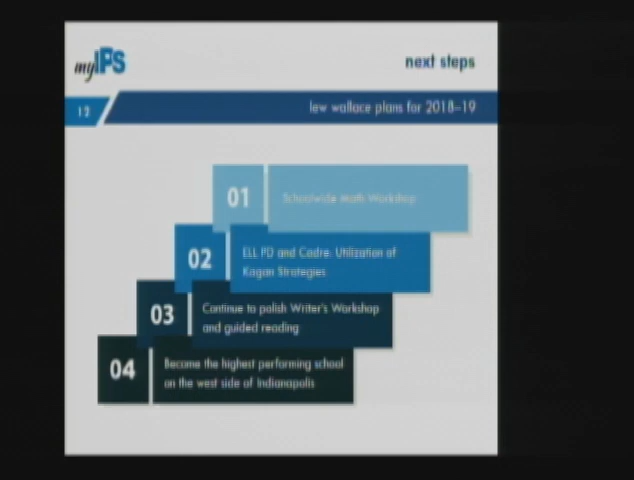 myIPS
next steps
12
lew wallace plans for 2018-19
01
Schoolwide Math Workshop
02
ELL PD and Cadre: Utilization of
Kagan Strategies
03
Continue to polish Writer's Workshop
and guided reading
04
Become the highest performing school
on the west side of Indianapolis